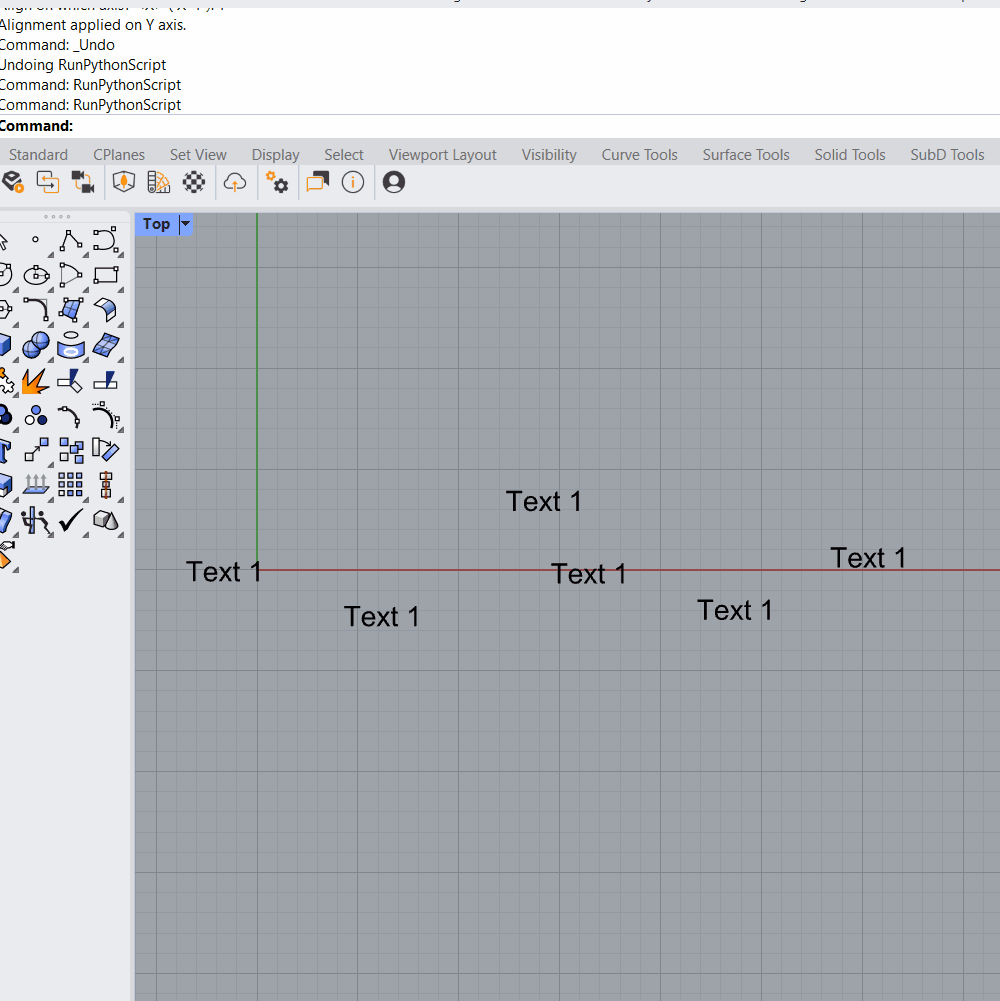 Alignment applied on Y axis.
Command: _Undo
Undoing RunPythonScript
Command: RunPythonScript
Command: RunPythonScript
Command:
Standard CPlanes Set View Display Select Viewport Layout Visibility Curve Tools Surface Tools Solid Tools SubD Tools
Top
Text 1
Text 1
Text 1
Text 1
Text 1
Text 1